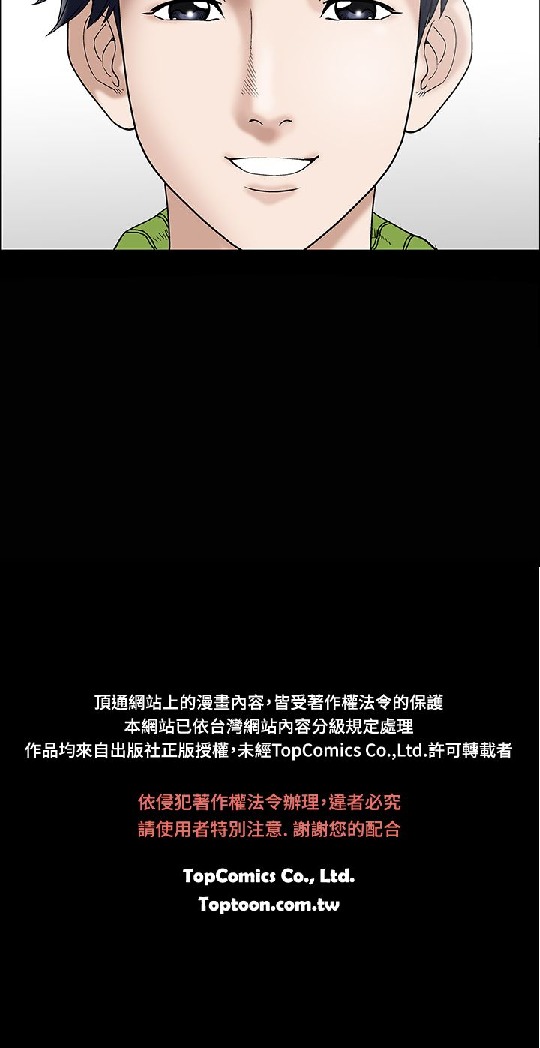 頂通網站上的漫畫內容,皆受著作權法令的保護
本網站已依台灣網站內容分級規定處理
作品均來自出版社正版授權,未經TopComics Co.,Ltd.許可轉載者
依侵犯著作權法令辦理,違者必究
請使用者特別注意. 謝謝您的配合
TopComics Co., Ltd.
Toptoon.com.tw